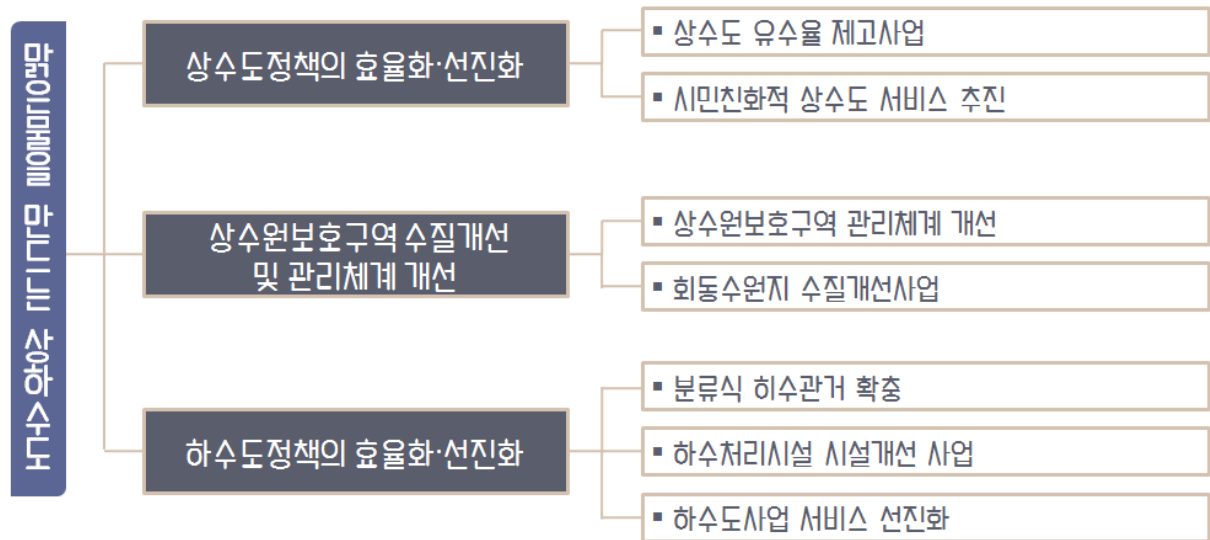 맑은물을 만드는 상하수도
상수도정책의 효율화·선진화
▪ 상수도 유수율 제고사업
▪ 시민친화적 상수도 서비스 추진
상수원보호구역 수질개선
및 관리체계 개선
▪ 상수원보호구역 관리체계 개선
▪ 회동수원지 수질개선사업
하수도정책의 효율화·선진화
▪ 분류식 히수관거 확충
▪ 하수처리시설 시설개선 사업
▪ 하수도사업 서비스 선진화